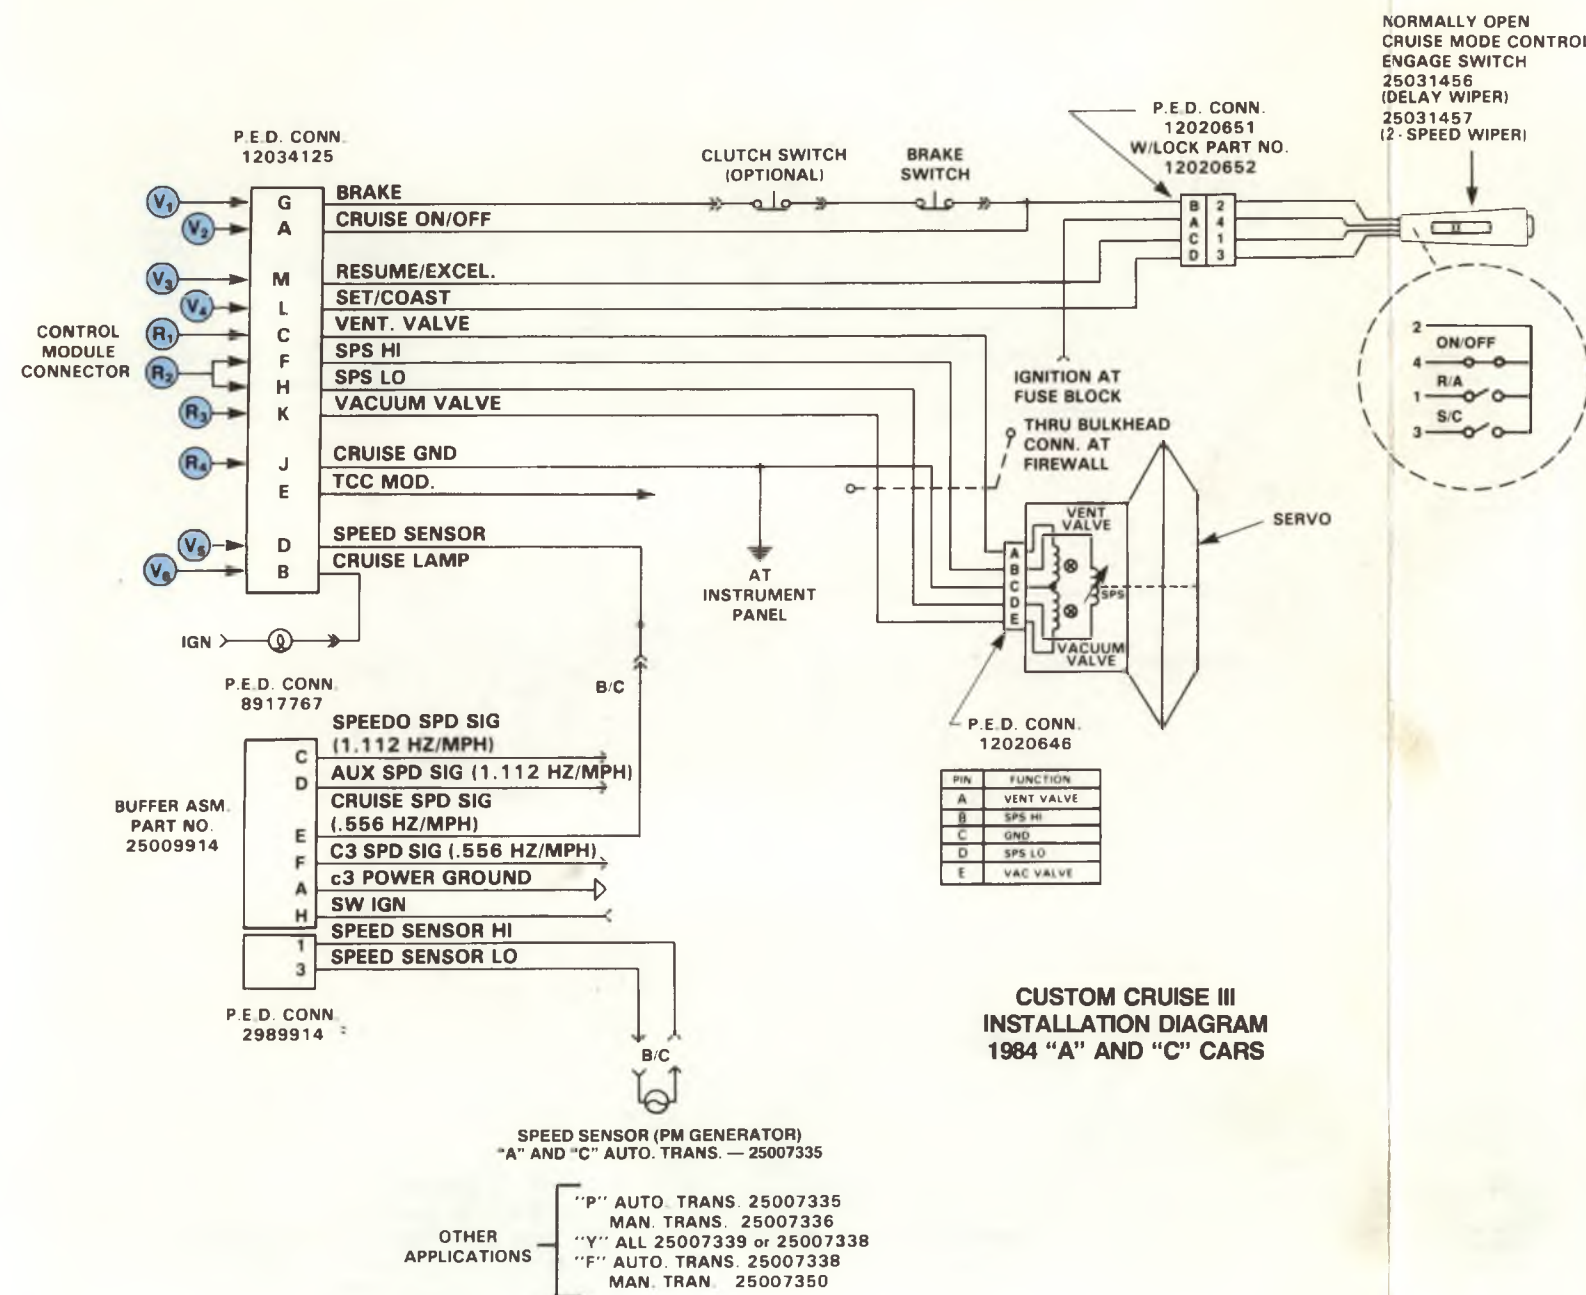 NORMALLY OPEN
CRUISE MODE CONTROL
ENGAGE SWITCH
25031456
(DELAY WIPER)
25031457
(2-SPEED WIPER)
P.E.D. CONN.
12020651
W/LOCK PART NO.
12020652
P.E.D. CONN.
12034125
CLUTCH SWITCH
(OPTIONAL)
BRAKE
SWITCH
V1 G BRAKE
V2 A CRUISE ON/OFF
V3 M RESUME/EXCEL.
V4 L SET/COAST
R1 C VENT. VALVE
R2 F SPS HI
H SPS LO
R3 K VACUUM VALVE
R4 J CRUISE GND
E TCC MOD.
V5 D SPEED SENSOR
V6 B CRUISE LAMP
CONTROL
MODULE
CONNECTOR
B 2
A 4
C 1
D 3
2
ON/OFF
4
R/A
1
S/C
3
IGNITION AT
FUSE BLOCK
THRU BULKHEAD
CONN. AT
FIREWALL
AT
INSTRUMENT
PANEL
VENT
VALVE
A
B
C
D
E
SPS
VACUUM
VALVE
SERVO
IGN
B/C
P.E.D. CONN.
12020646
PIN FUNCTION
A VENT VALVE
B SPS HI
C GND
D SPS LO
E VAC VALVE
P.E.D. CONN.
8917767
BUFFER ASM.
PART NO.
25009914
SPEEDO SPD SIG
C (1.112 HZ/MPH)
D AUX SPD SIG (1.112 HZ/MPH)
CRUISE SPD SIG
E (.556 HZ/MPH)
F C3 SPD SIG (.556 HZ/MPH)
A c3 POWER GROUND
H SW IGN
1 SPEED SENSOR HI
3 SPEED SENSOR LO
P.E.D. CONN.
2989914
B/C
CUSTOM CRUISE III
INSTALLATION DIAGRAM
1984 "A" AND "C" CARS
SPEED SENSOR (PM GENERATOR)
"A" AND "C" AUTO. TRANS. — 25007335
OTHER
APPLICATIONS
"P" AUTO. TRANS. 25007335
MAN. TRANS. 25007336
"Y" ALL 25007339 or 25007338
"F" AUTO. TRANS. 25007338
MAN. TRAN. 25007350